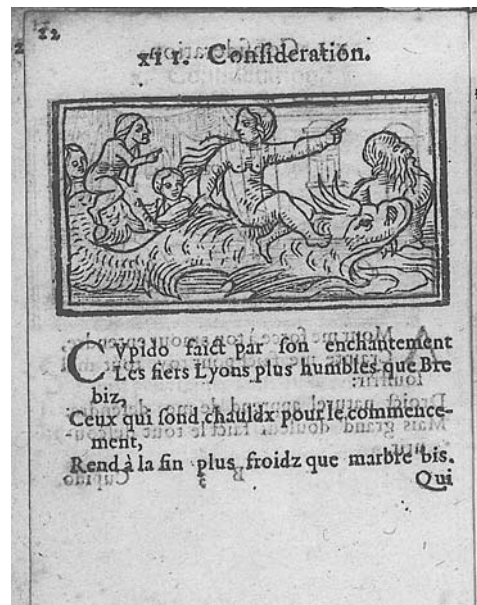 12
xII. Consideration.
CVpido faict par son enchantement
Les fiers Lyons plus humbles que Bre
biz,
Ceux qui sond chauldx pour le commence-
ment,
Rend à la fin plus froidz que marbre bis.
Qui